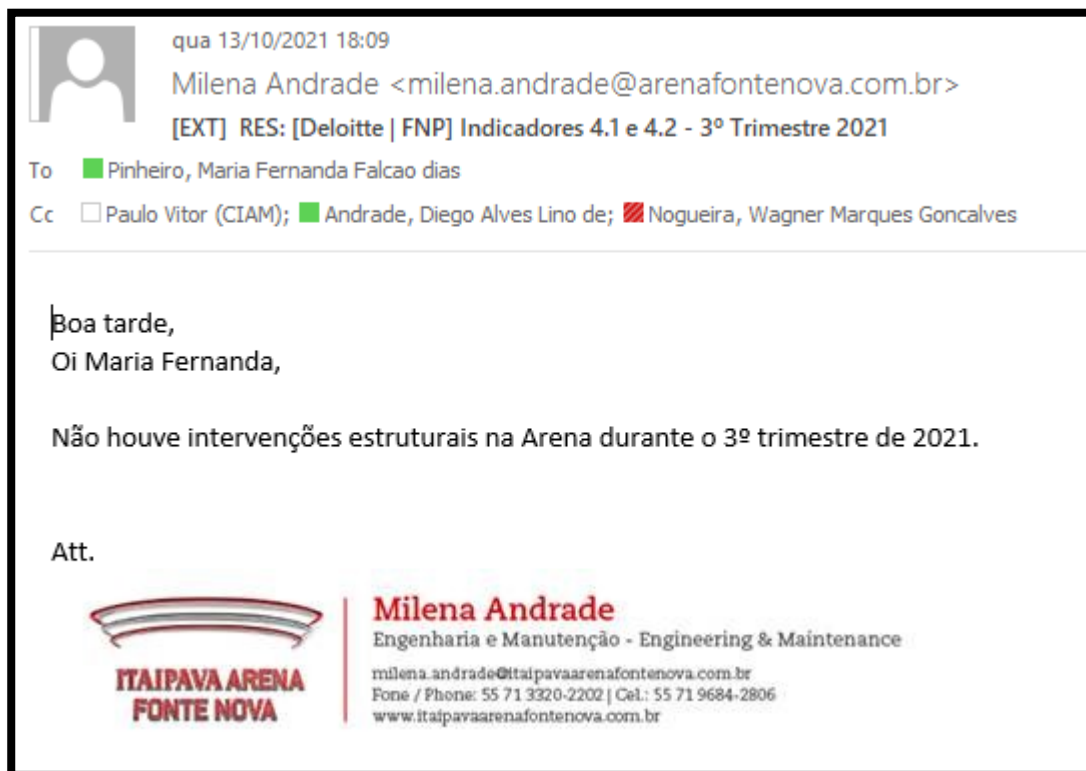 qua 13/10/2021 18:09
Milena Andrade <milena.andrade@arenafontenova.com.br>
[EXT] RES: [Deloitte | FNP] Indicadores 4.1 e 4.2 - 3º Trimestre 2021
To Pinheiro, Maria Fernanda Falcao dias
Cc Paulo Vitor (CIAM); Andrade, Diego Alves Lino de; Nogueira, Wagner Marques Goncalves
Boa tarde,
Oi Maria Fernanda,
Não houve intervenções estruturais na Arena durante o 3º trimestre de 2021.
Att.
ITAIPAVA ARENA
FONTE NOVA
Milena Andrade
Engenharia e Manutenção - Engineering & Maintenance
milena.andrade@itaipavaarenafontenova.com.br
Fone / Phone: 55 71 3320-2202 | Cel.: 55 71 9684-2806
www.itaipavaarenafontenova.com.br